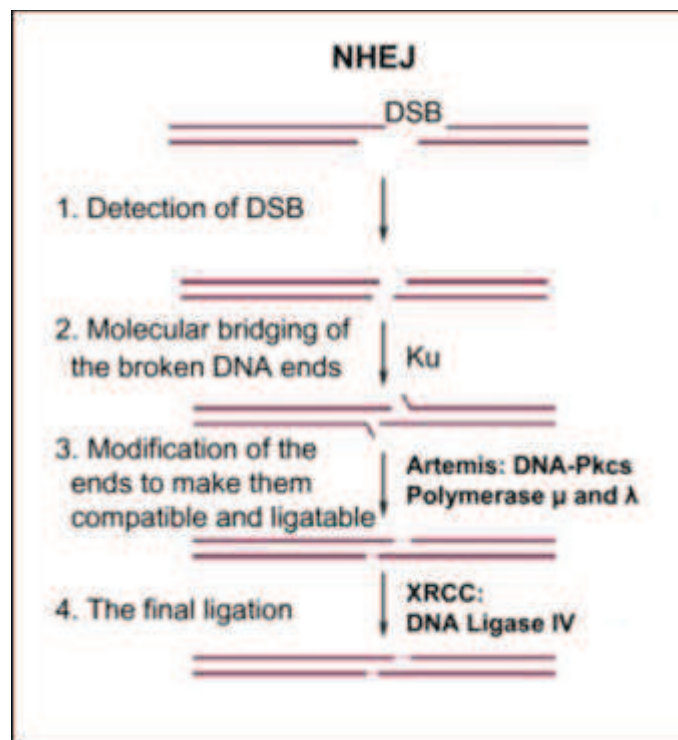 NHEJ
DSB
1. Detection of DSB
2. Molecular bridging of
the broken DNA ends
Ku
3. Modification of the
ends to make them
compatible and ligatable
Artemis: DNA-Pkcs
Polymerase μ and λ
4. The final ligation
XRCC:
DNA Ligase IV